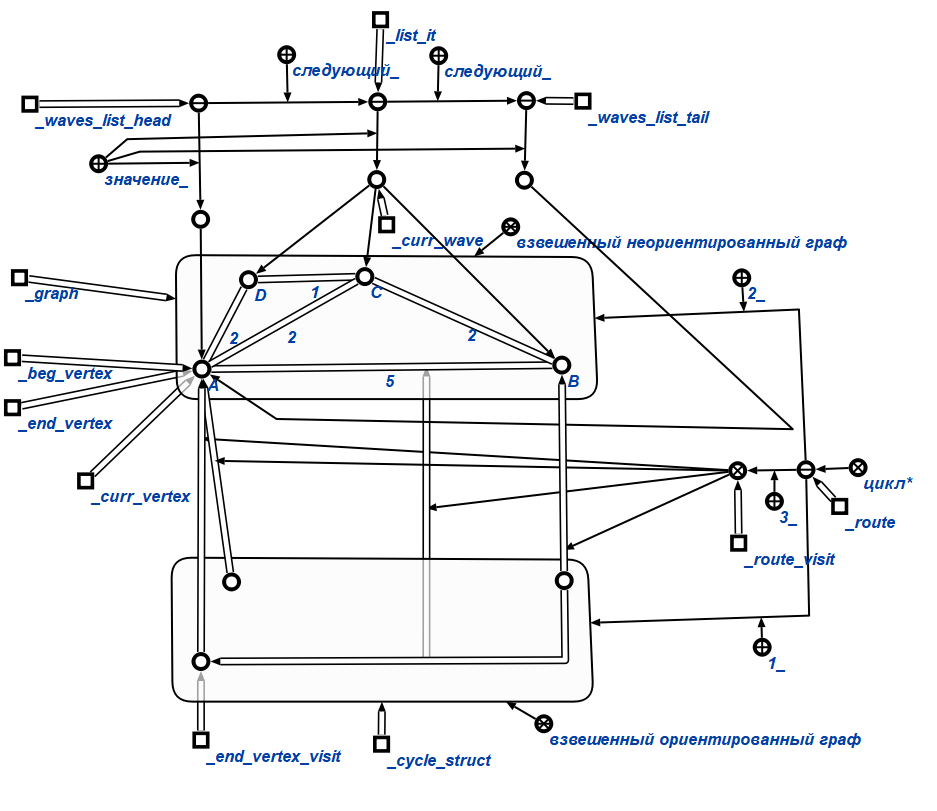 _list_it
следующий_
следующий_
_waves_list_head
_waves_list_tail
значение_
_curr_wave
взвешенный неориентированный граф
_graph
D
1
C
2_
2
2
2
_beg_vertex
A
5
B
_end_vertex
_curr_vertex
цикл*
3_
_route
_route_visit
1_
_end_vertex_visit
_cycle_struct
взвешенный ориентированный граф